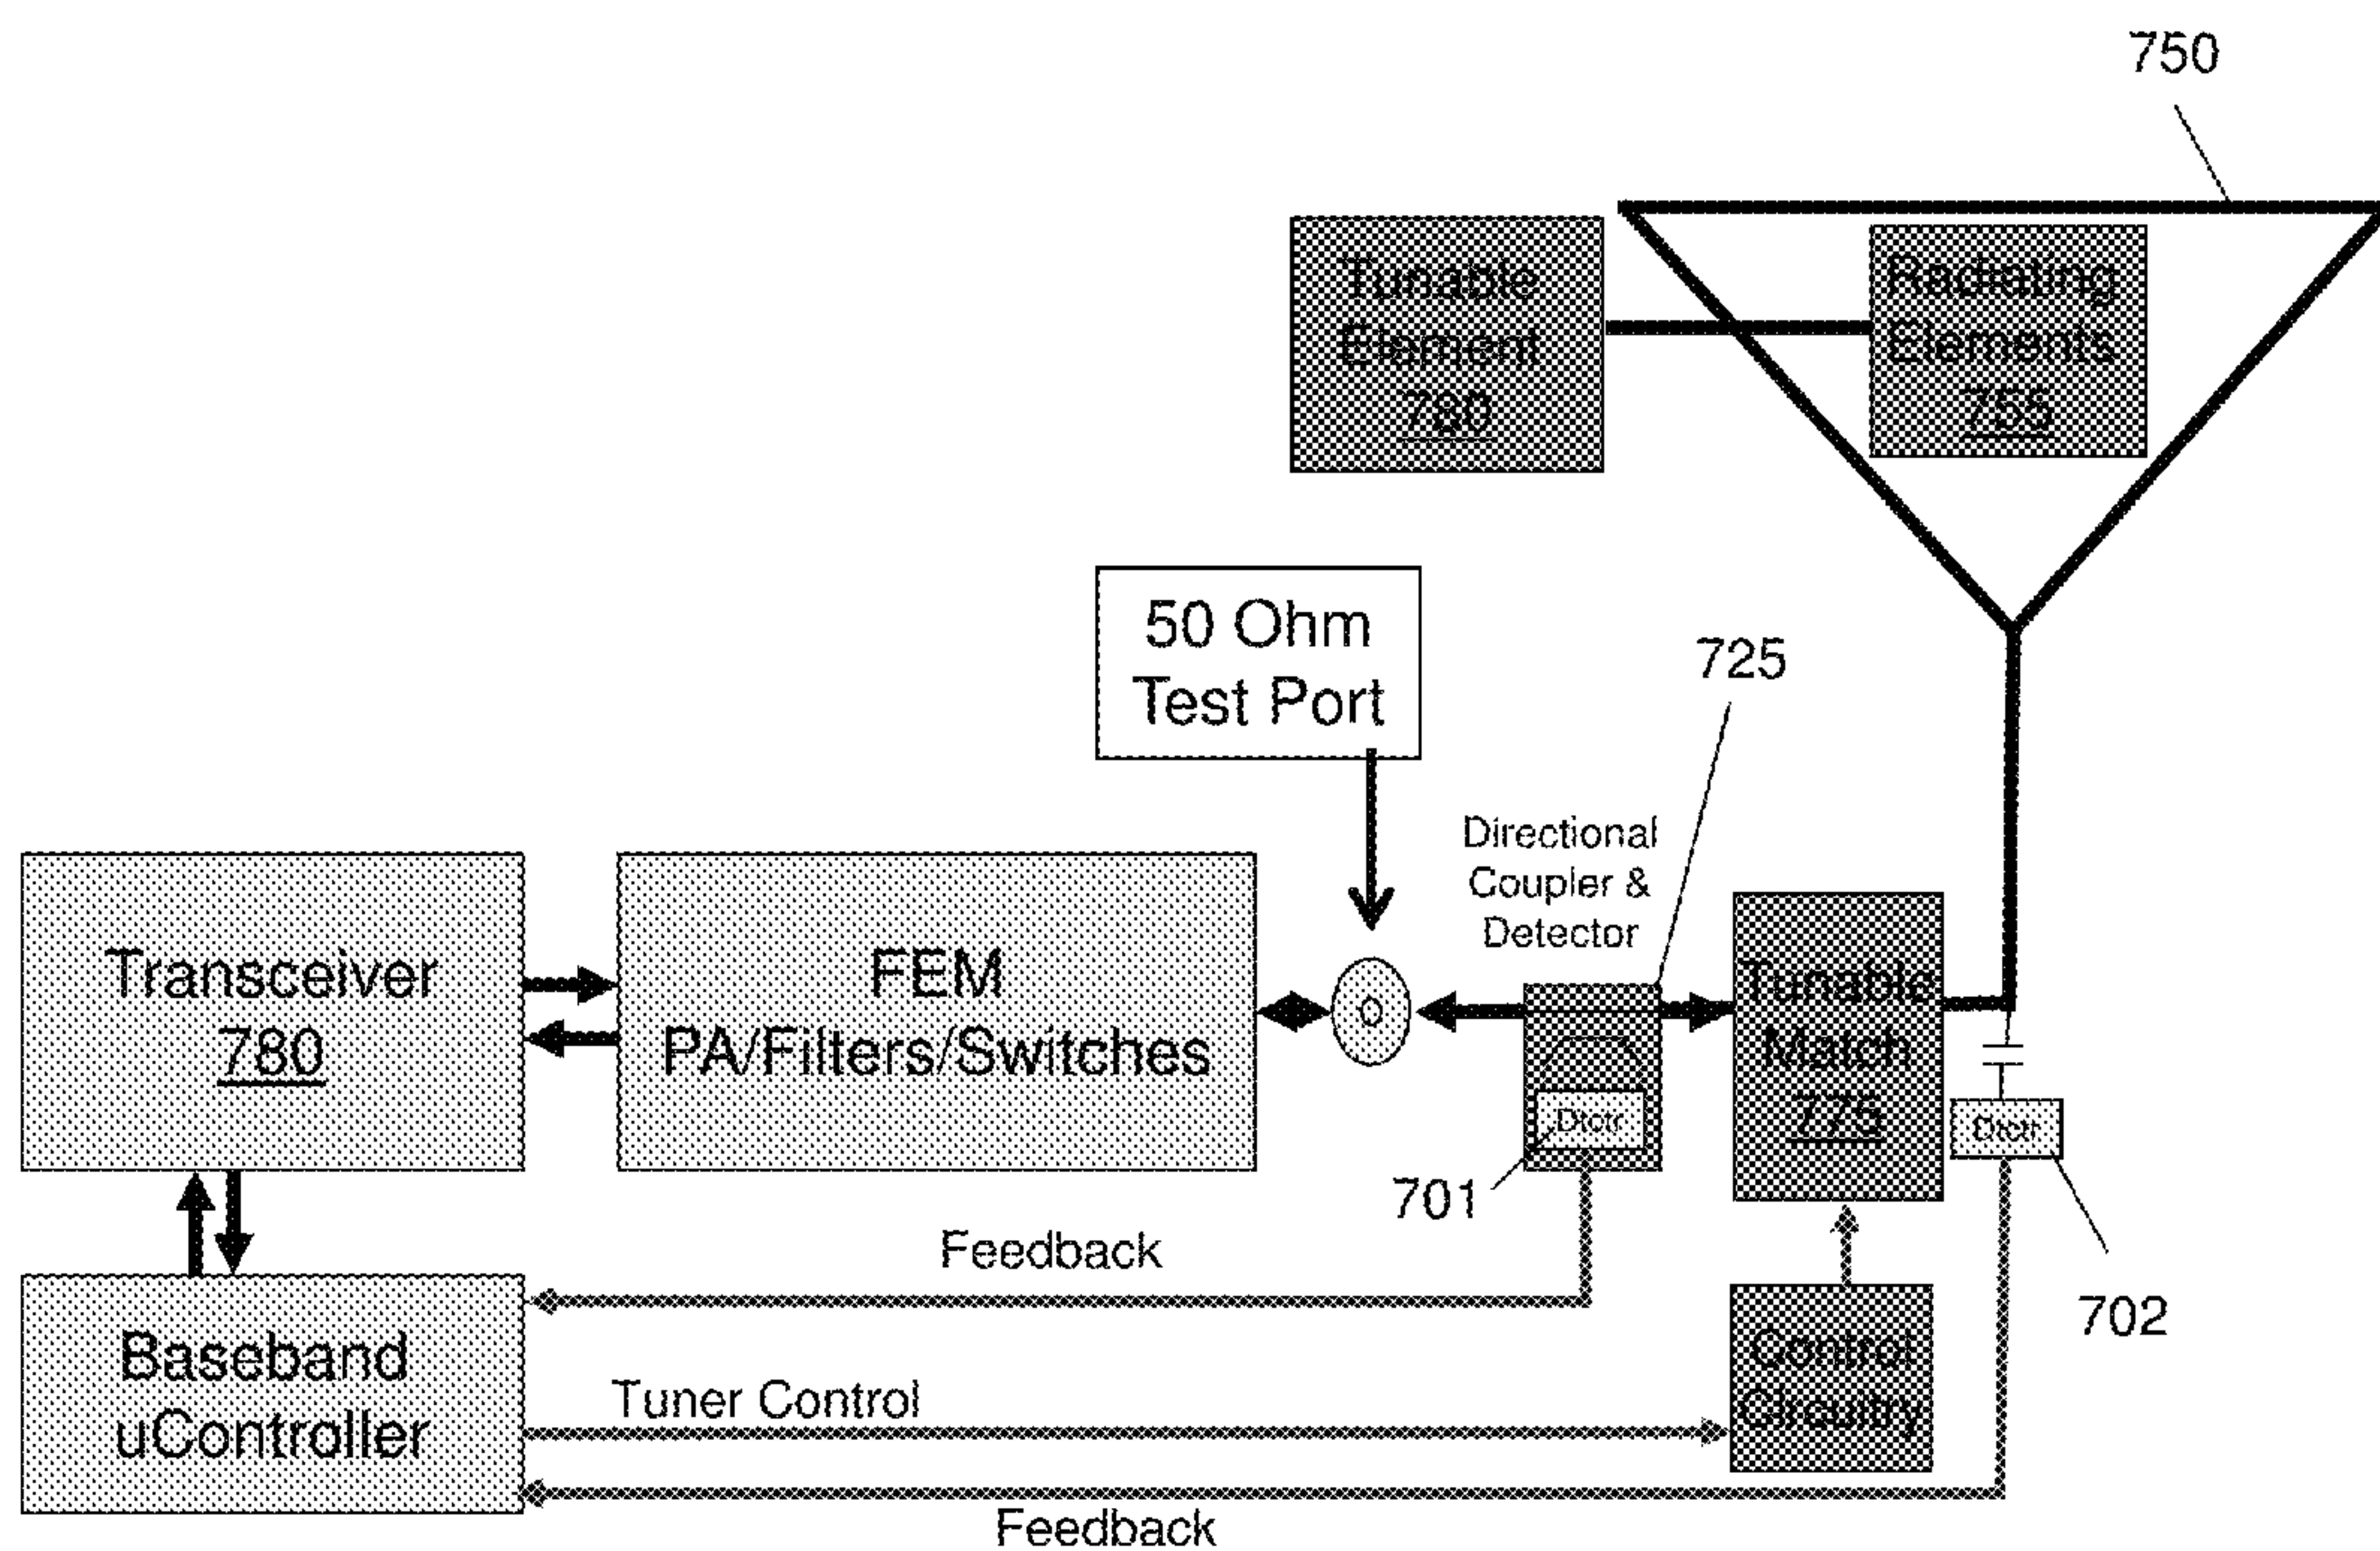 750
Tunable
Element
780
Radiating
Elements
755
50 Ohm
Test Port
725
Directional
Coupler &
Detector
Transceiver
780
FEM
PA/Filters/Switches
Tunable
Match
775
Dtctr
Dtctr
701
702
Feedback
Baseband
uController
Tuner Control
Control
Circuitry
Feedback